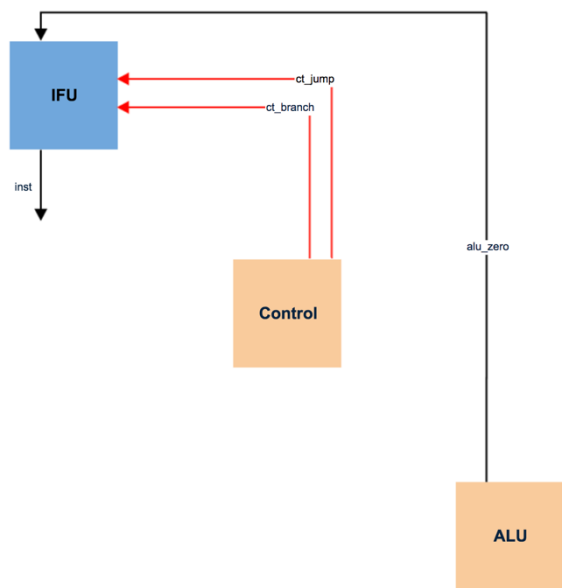 ct_jump
IFU
ct_branch
inst
alu_zero
Control
ALU